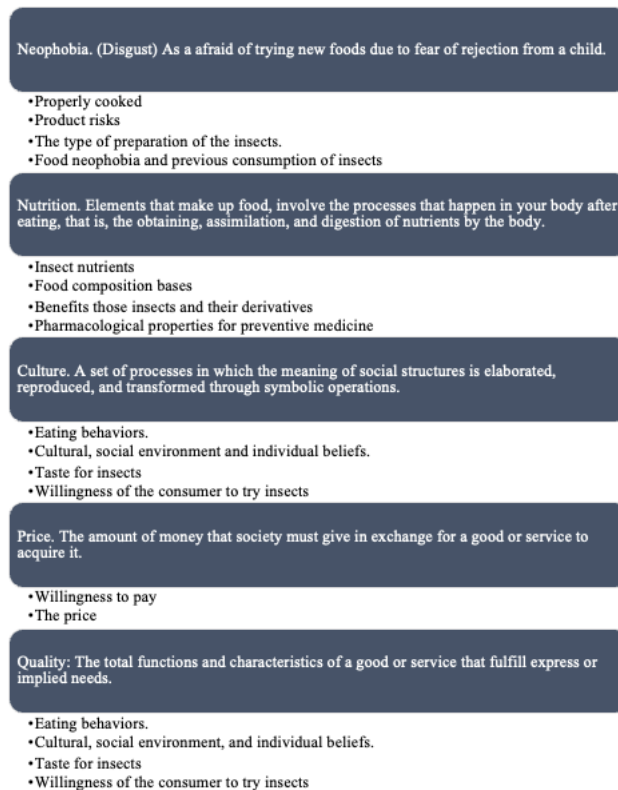 Neophobia. (Disgust) As a afraid of trying new foods due to fear of rejection from a child.
•Properly cooked
•Product risks
•The type of preparation of the insects.
•Food neophobia and previous consumption of insects
Nutrition. Elements that make up food, involve the processes that happen in your body after
eating, that is, the obtaining, assimilation, and digestion of nutrients by the body.
•Insect nutrients
•Food composition bases
•Benefits those insects and their derivatives
•Pharmacological properties for preventive medicine
Culture. A set of processes in which the meaning of social structures is elaborated,
reproduced, and transformed through symbolic operations.
•Eating behaviors.
•Cultural, social environment and individual beliefs.
•Taste for insects
•Willingness of the consumer to try insects
Price. The amount of money that society must give in exchange for a good or service to
acquire it.
•Willingness to pay
•The price
Quality: The total functions and characteristics of a good or service that fulfill express or
implied needs.
•Eating behaviors.
•Cultural, social environment, and individual beliefs.
•Taste for insects
•Willingness of the consumer to try insects